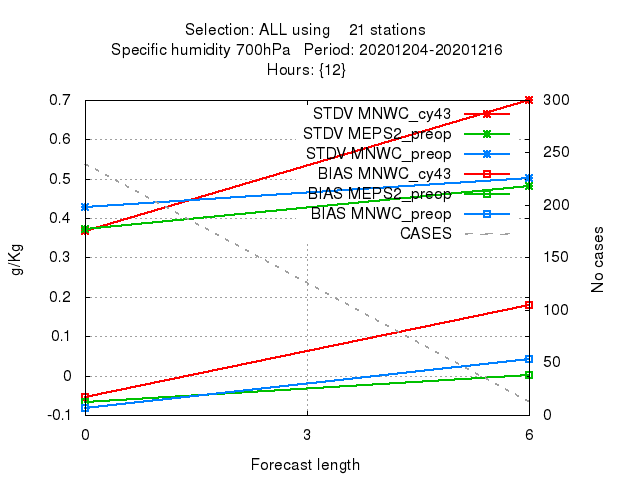 Selection: ALL using    21 stations
Specific humidity 700hPa   Period: 20201204-20201216
Hours: {12}
0.7
0.6
0.5
0.4
0.3
0.2
0.1
0
-0.1
g/Kg
STDV MNWC_cy43
STDV MEPS2_preop
STDV MNWC_preop
BIAS MNWC_cy43
BIAS MEPS2_preop
BIAS MNWC_preop
CASES
300
250
200
150
100
50
0
No cases
0 3 6
Forecast length